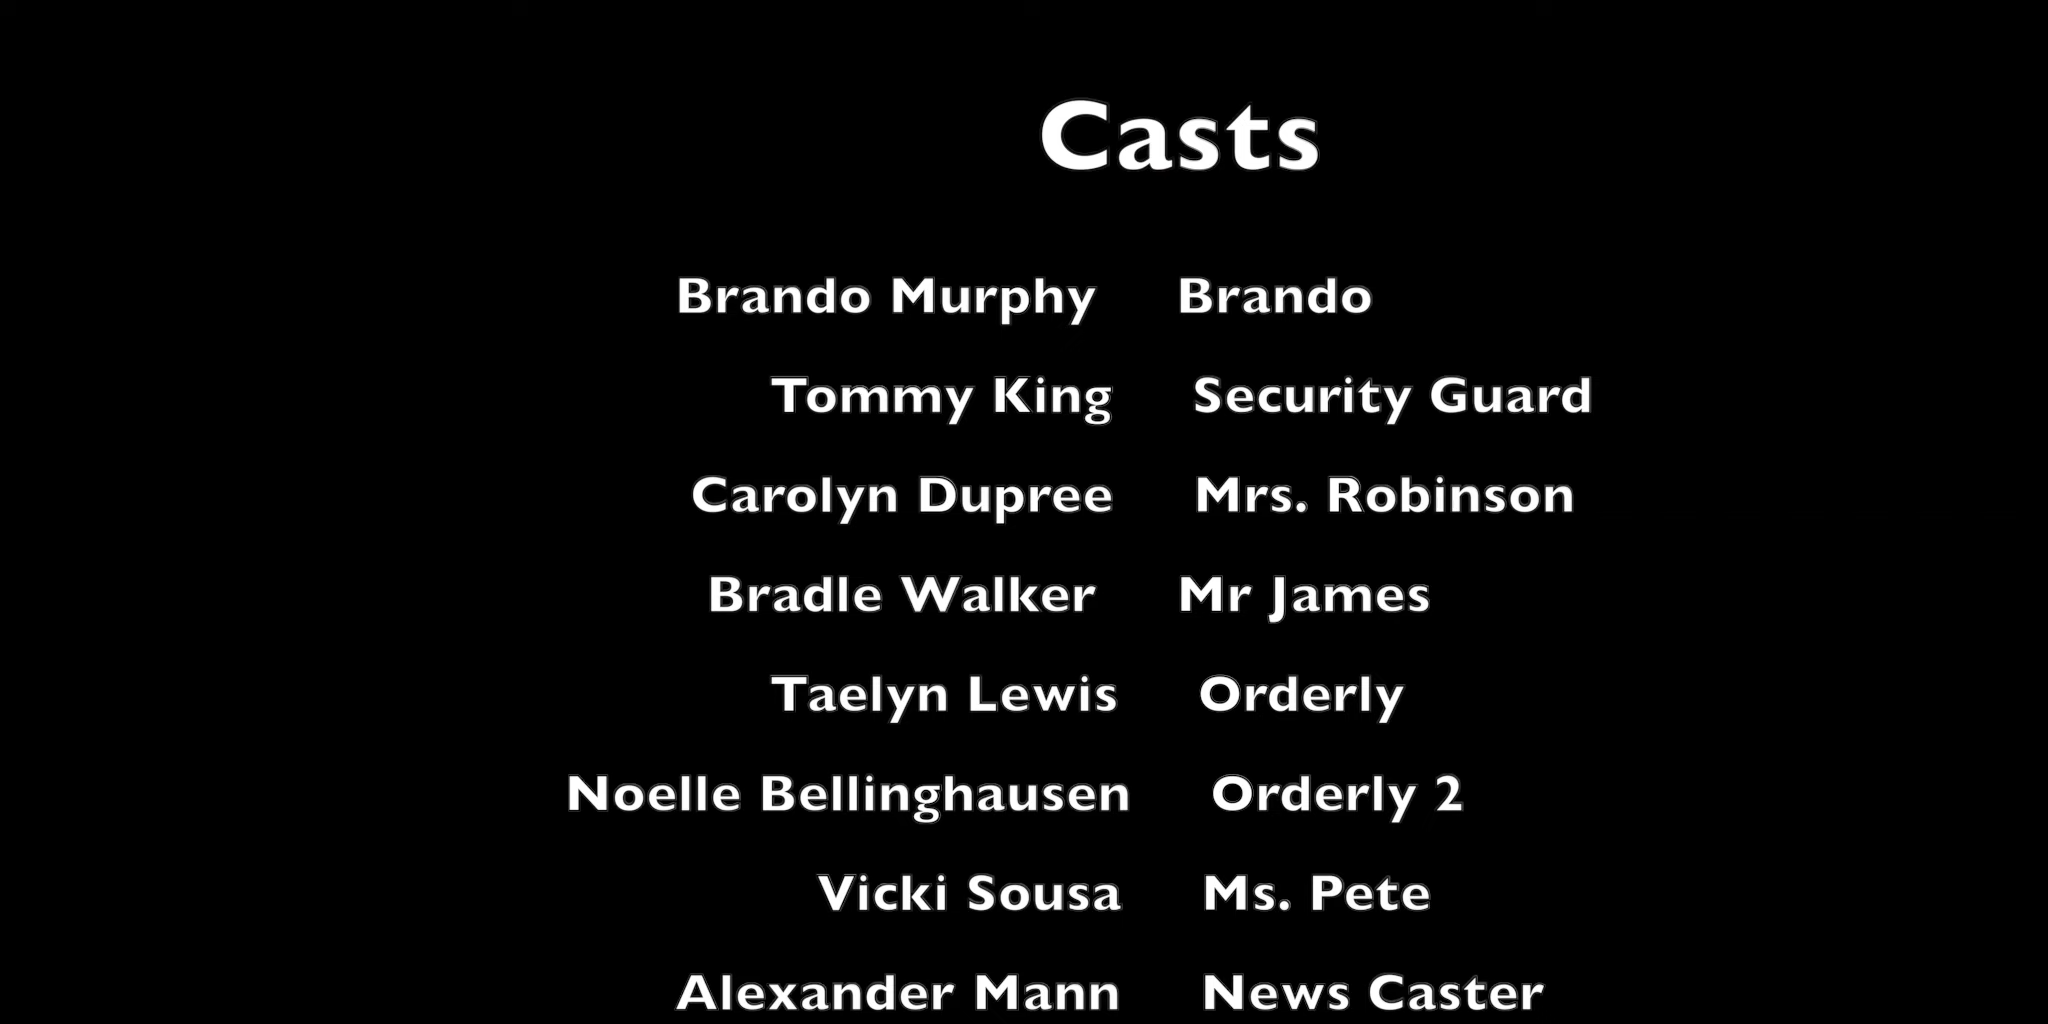 Casts
Brando Murphy Brando
Tommy King Security Guard
Carolyn Dupree Mrs. Robinson
Bradle Walker Mr James
Taelyn Lewis Orderly
Noelle Bellinghausen Orderly 2
Vicki Sousa Ms. Pete
Alexander Mann News Caster